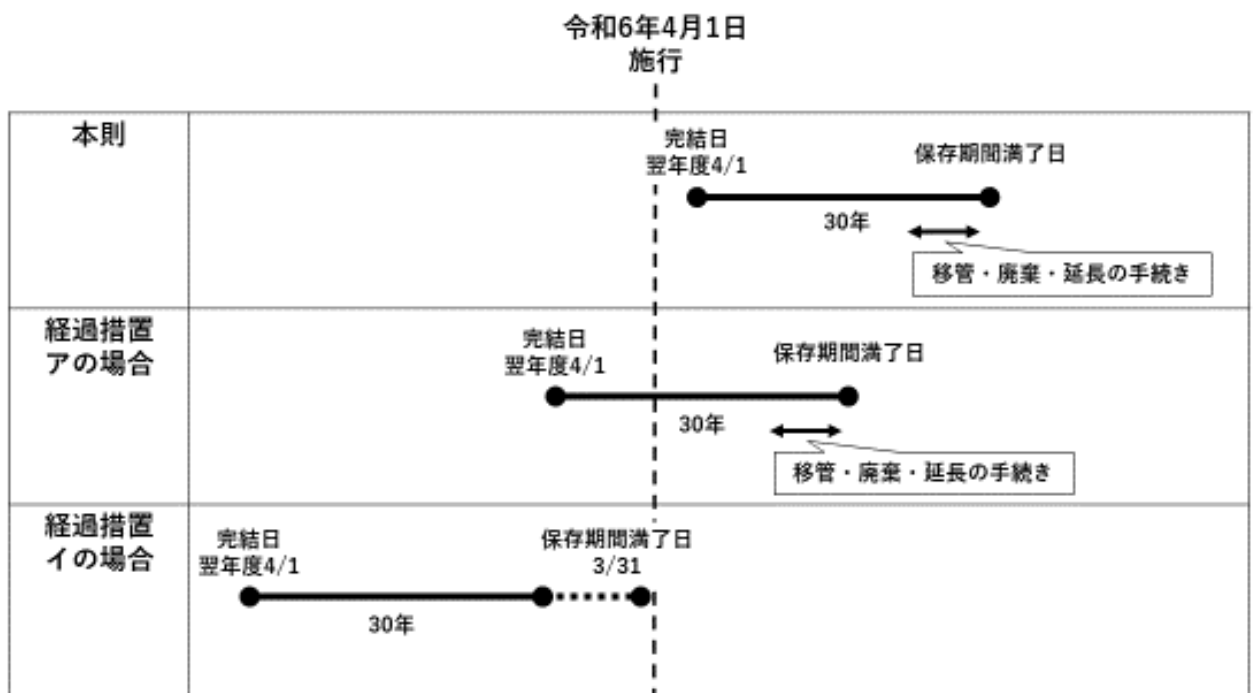 令和6年4月1日
施行
本則
完結日
翌年度4/1
保存期間満了日
30年
移管・廃棄・延長の手続き
経過措置
アの場合
完結日
翌年度4/1
保存期間満了日
30年
移管・廃棄・延長の手続き
経過措置
イの場合
完結日
翌年度4/1
保存期間満了日
3/31
30年